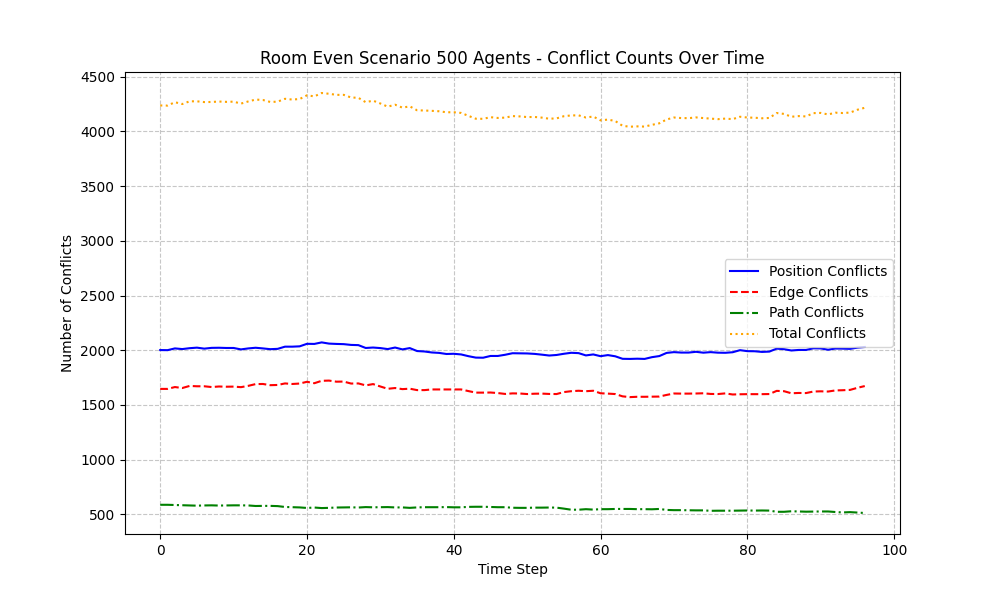 Room Even Scenario 500 Agents - Conflict Counts Over Time
Number of Conflicts
4500
4000
3500
3000
2500
2000
1500
1000
500
Position Conflicts
Edge Conflicts
Path Conflicts
Total Conflicts
0 20 40 60 80 100
Time Step